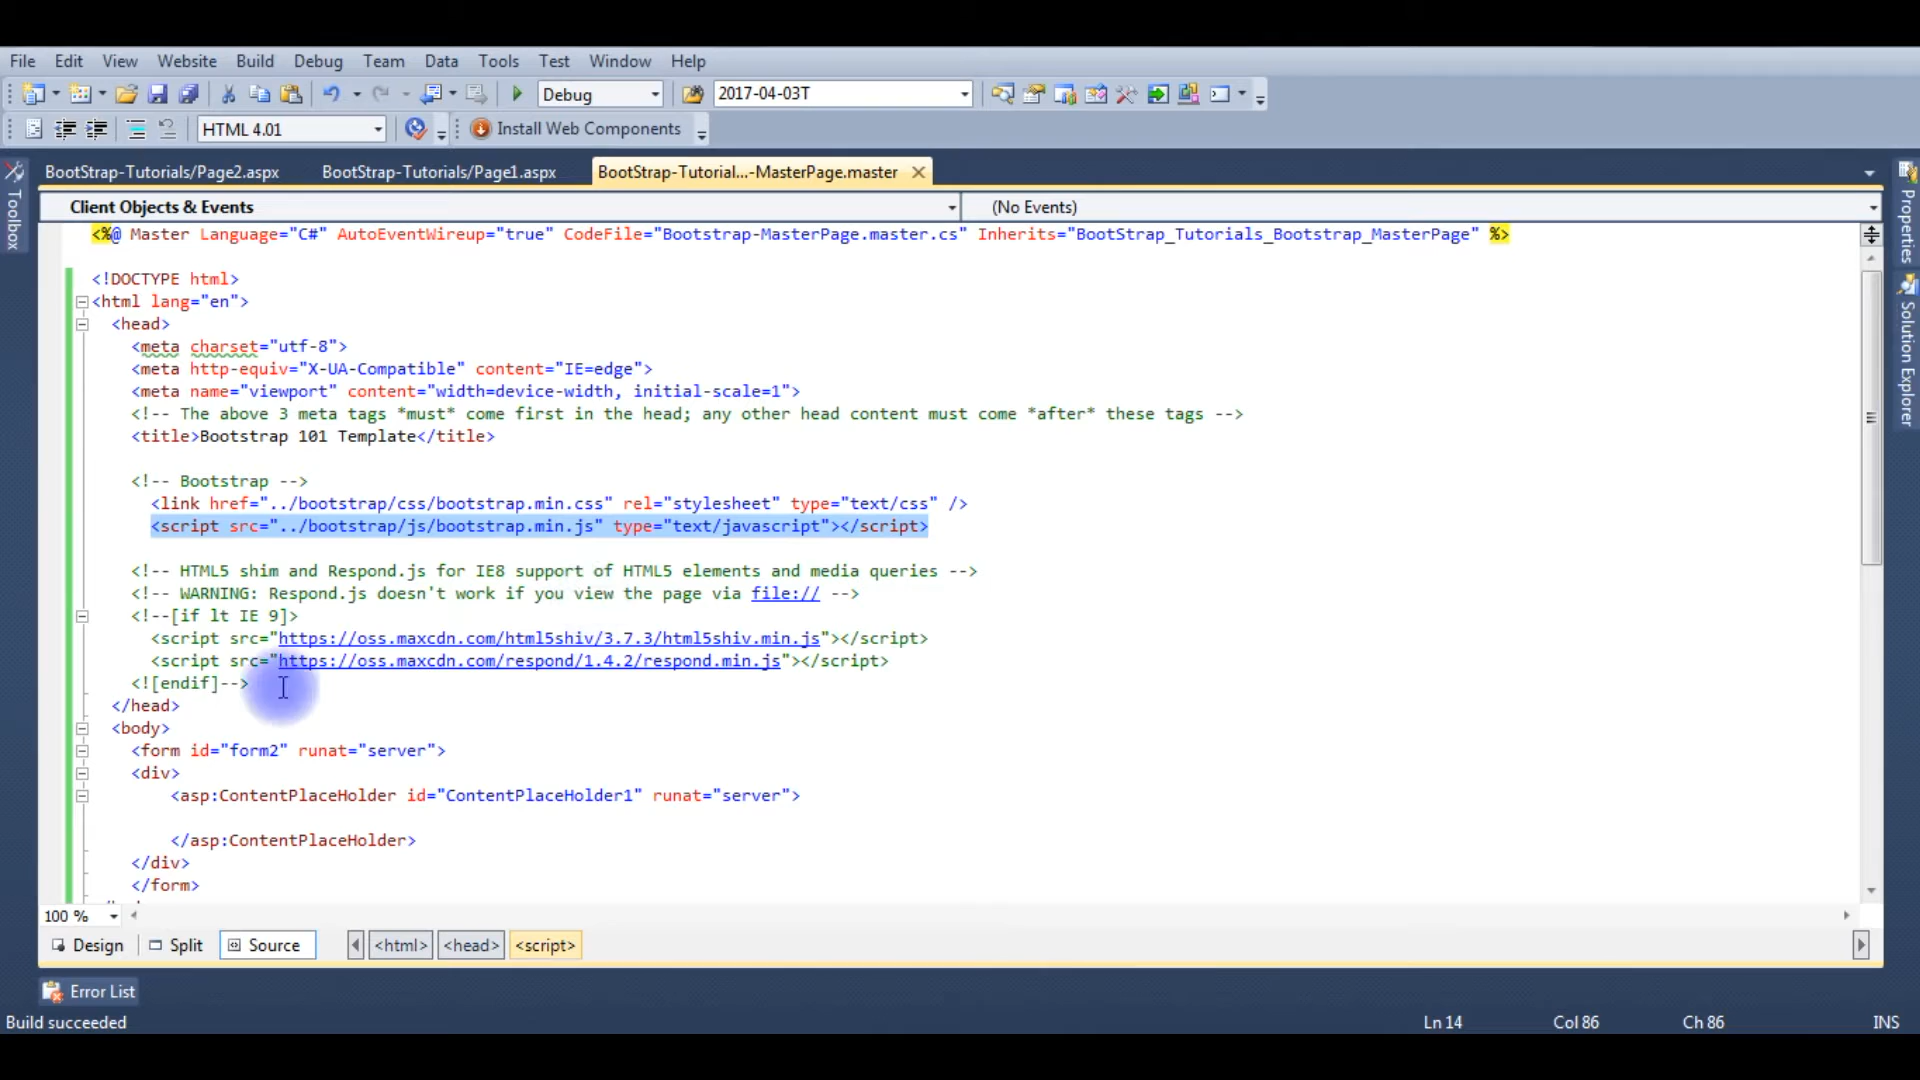 File Edit View Website Build Debug Team Data Tools Test Window Help
Debug 2017-04-03T
HTML 4.01 Install Web Components
BootStrap-Tutorials/Page2.aspx BootStrap-Tutorials/Page1.aspx BootStrap-Tutorial...-MasterPage.master
Toolbox
Properties
Solution Explorer
Client Objects & Events (No Events)
<%@ Master Language="C#" AutoEventWireup="true" CodeFile="Bootstrap-MasterPage.master.cs" Inherits="BootStrap_Tutorials_Bootstrap_MasterPage" %>
<!DOCTYPE html>
<html lang="en">
<head>
<meta charset="utf-8">
<meta http-equiv="X-UA-Compatible" content="IE=edge">
<meta name="viewport" content="width=device-width, initial-scale=1">
<!-- The above 3 meta tags *must* come first in the head; any other head content must come *after* these tags -->
<title>Bootstrap 101 Template</title>
<!-- Bootstrap -->
<link href="../bootstrap/css/bootstrap.min.css" rel="stylesheet" type="text/css" />
<script src="../bootstrap/js/bootstrap.min.js" type="text/javascript"></script>
<!-- HTML5 shim and Respond.js for IE8 support of HTML5 elements and media queries -->
<!-- WARNING: Respond.js doesn't work if you view the page via file:// -->
<!--[if lt IE 9]>
<script src="https://oss.maxcdn.com/html5shiv/3.7.3/html5shiv.min.js"></script>
<script src="https://oss.maxcdn.com/respond/1.4.2/respond.min.js"></script>
<![endif]-->
</head>
<body>
<form id="form2" runat="server">
<div>
<asp:ContentPlaceHolder id="ContentPlaceHolder1" runat="server">
</asp:ContentPlaceHolder>
</div>
</form>
100 %
Design Split Source <html> <head> <script>
Error List
Build succeeded Ln 14 Col 86 Ch 86 INS